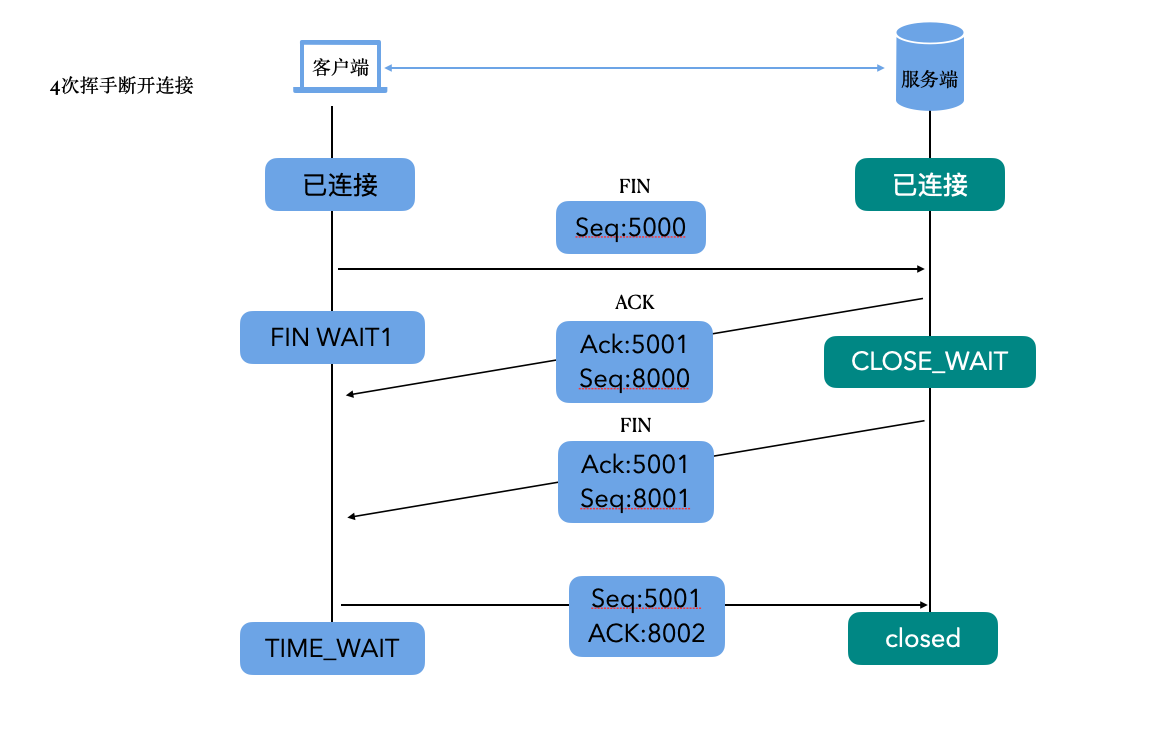 客户端
服务端
4次挥手断开连接
已连接
已连接
FIN
Seq:5000
ACK
FIN WAIT1
Ack:5001
Seq:8000
CLOSE_WAIT
FIN
Ack:5001
Seq:8001
Seq:5001
ACK:8002
TIME_WAIT
closed